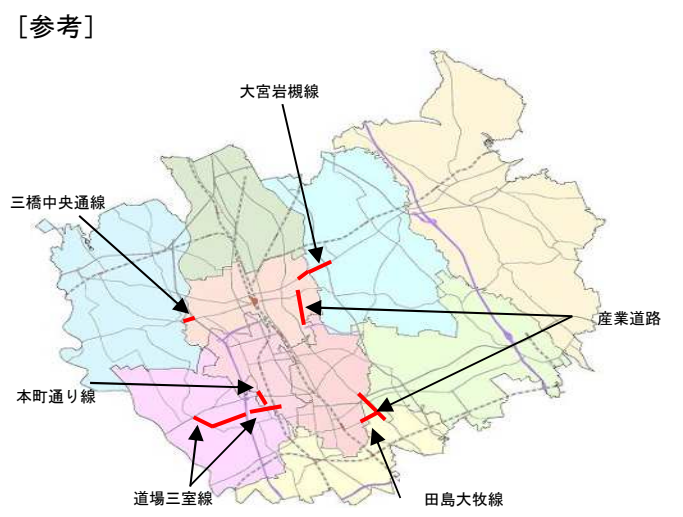 ［参考］
大宮岩槻線
三橋中央通線
産業道路
本町通り線
道場三室線
田島大牧線